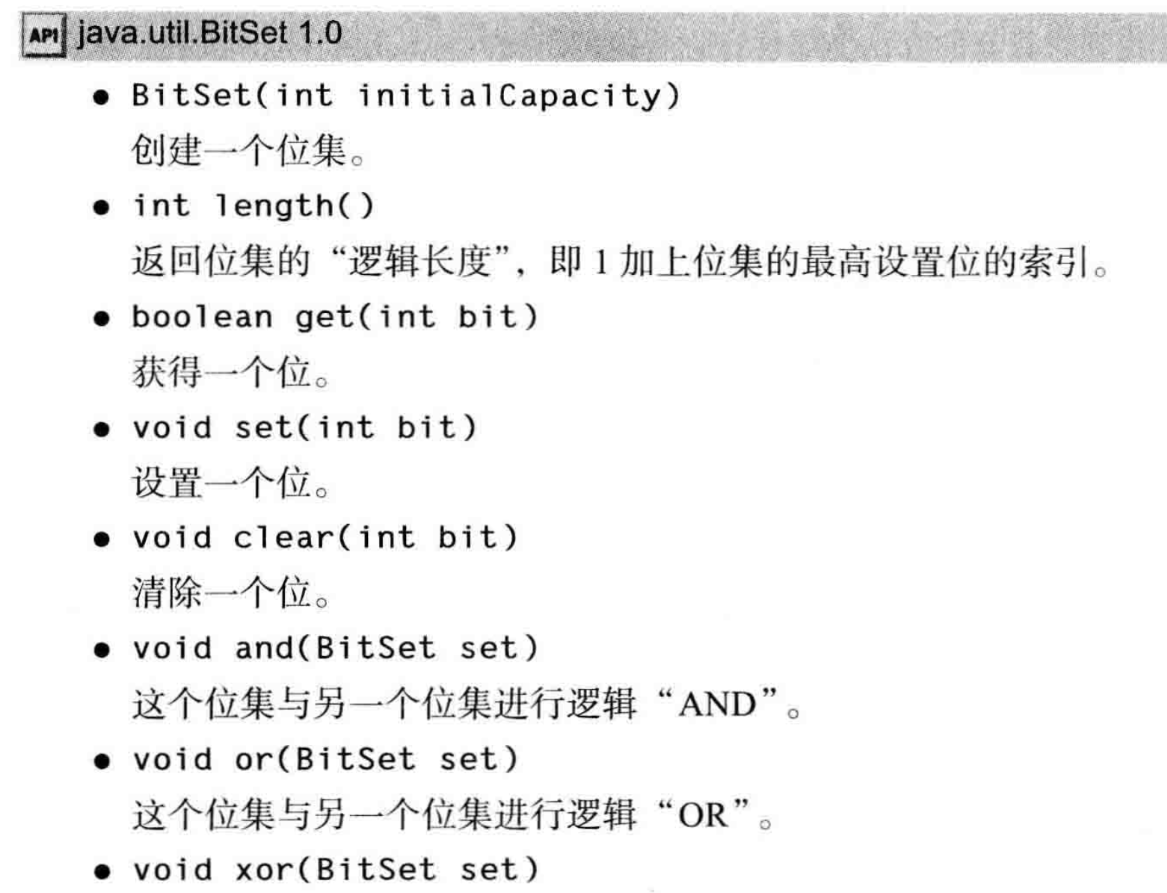 API java.util.BitSet 1.0
● BitSet(int initialCapacity)
创建一个位集。
● int length()
返回位集的“逻辑长度”，即 1 加上位集的最高设置位的索引。
● boolean get(int bit)
获得一个位。
● void set(int bit)
设置一个位。
● void clear(int bit)
清除一个位。
● void and(BitSet set)
这个位集与另一个位集进行逻辑“AND”。
● void or(BitSet set)
这个位集与另一个位集进行逻辑“OR”。
● void xor(BitSet set)